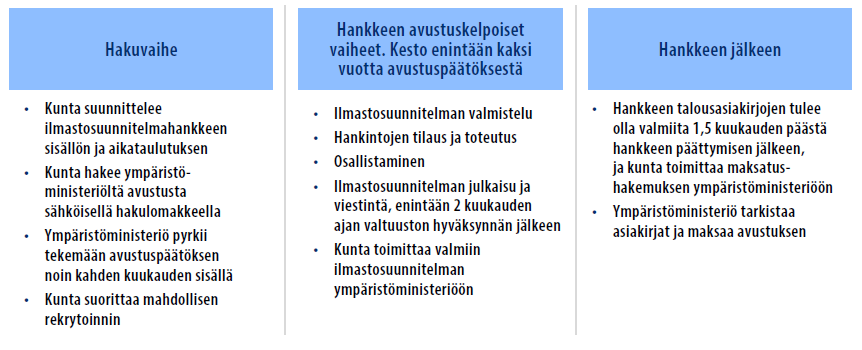 Hakuvaihe
• Kunta suunnittelee
ilmastosuunnitelmahankkeen
sisällön ja aikataulutuksen
• Kunta hakee ympäristö-
ministeriöltä avustusta
sähköisellä hakulomakkeella
• Ympäristöministeriö pyrkii
tekemään avustuspäätöksen
noin kahden kuukauden sisällä
• Kunta suorittaa mahdollisen
rekrytoinnin
Hankkeen avustuskelpoiset
vaiheet. Kesto enintään kaksi
vuotta avustuspäätöksestä
• Ilmastosuunnitelman valmistelu
• Hankintojen tilaus ja toteutus
• Osallistaminen
• Ilmastosuunnitelman julkaisu ja
viestintä, enintään 2 kuukauden
ajan valtuuston hyväksynnän jälkeen
• Kunta toimittaa valmiin
ilmastosuunnitelman
ympäristöministeriöön
Hankkeen jälkeen
• Hankkeen talousasiakirjojen tulee
olla valmiita 1,5 kuukauden päästä
hankkeen päättymisen jälkeen,
ja kunta toimittaa maksatus-
hakemuksen ympäristöministeriöön
• Ympäristöministeriö tarkistaa
asiakirjat ja maksaa avustuksen